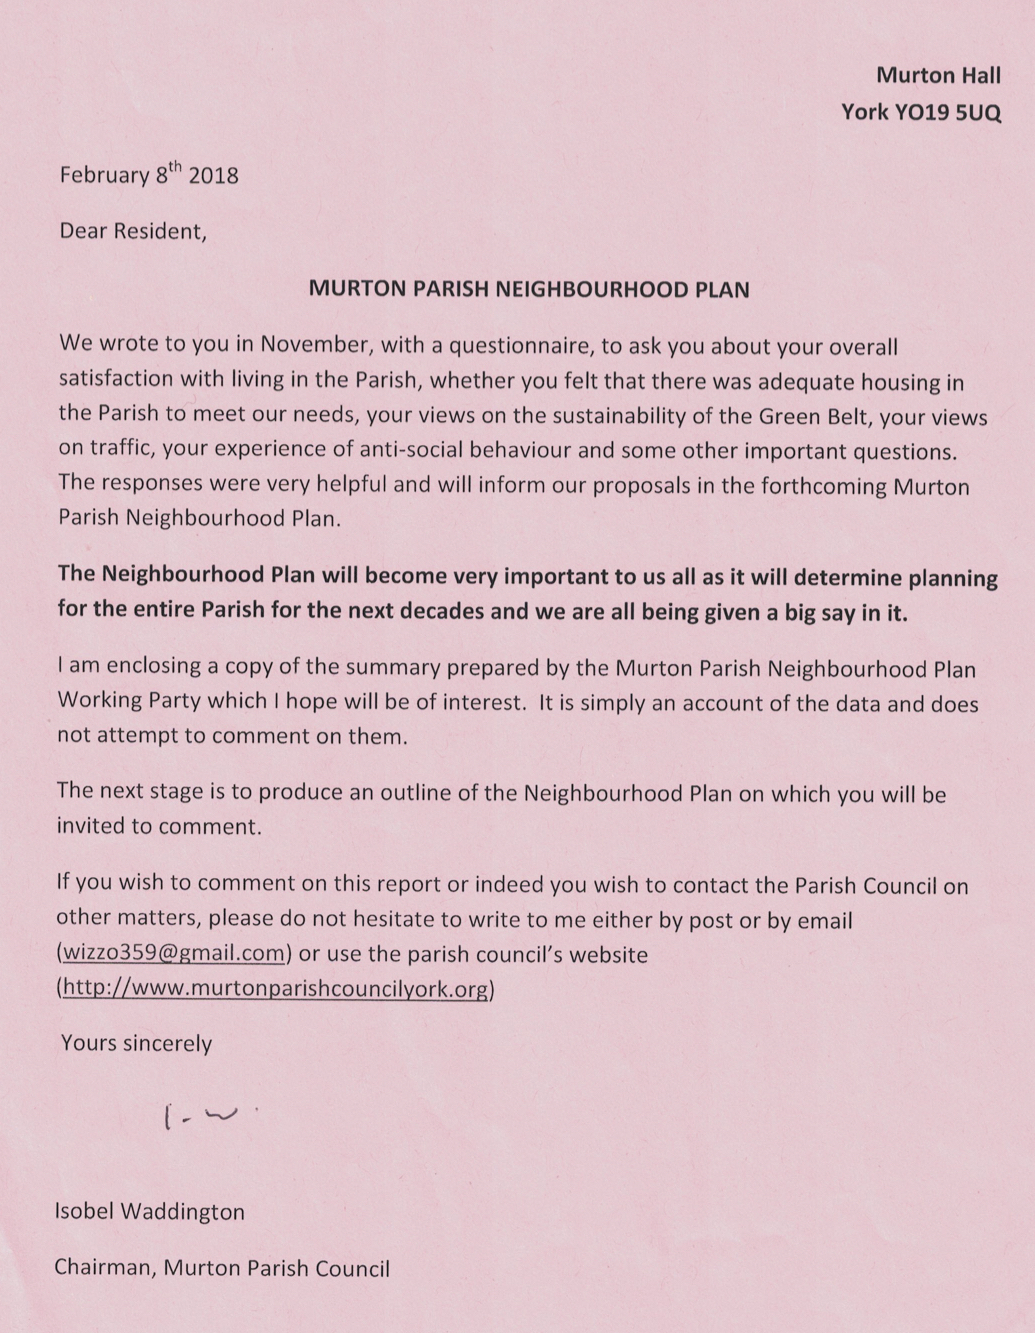 Murton Hall
York YO19 5UQ
February 8th 2018
Dear Resident,
MURTON PARISH NEIGHBOURHOOD PLAN
We wrote to you in November, with a questionnaire, to ask you about your overall
satisfaction with living in the Parish, whether you felt that there was adequate housing in
the Parish to meet our needs, your views on the sustainability of the Green Belt, your views
on traffic, your experience of anti-social behaviour and some other important questions.
The responses were very helpful and will inform our proposals in the forthcoming Murton
Parish Neighbourhood Plan.
The Neighbourhood Plan will become very important to us all as it will determine planning
for the entire Parish for the next decades and we are all being given a big say in it.
I am enclosing a copy of the summary prepared by the Murton Parish Neighbourhood Plan
Working Party which I hope will be of interest.  It is simply an account of the data and does
not attempt to comment on them.
The next stage is to produce an outline of the Neighbourhood Plan on which you will be
invited to comment.
If you wish to comment on this report or indeed you wish to contact the Parish Council on
other matters, please do not hesitate to write to me either by post or by email
(wizzo359@gmail.com) or use the parish council's website
(http://www.murtonparishcouncilyork.org)
Yours sincerely
I-W.
Isobel Waddington
Chairman, Murton Parish Council